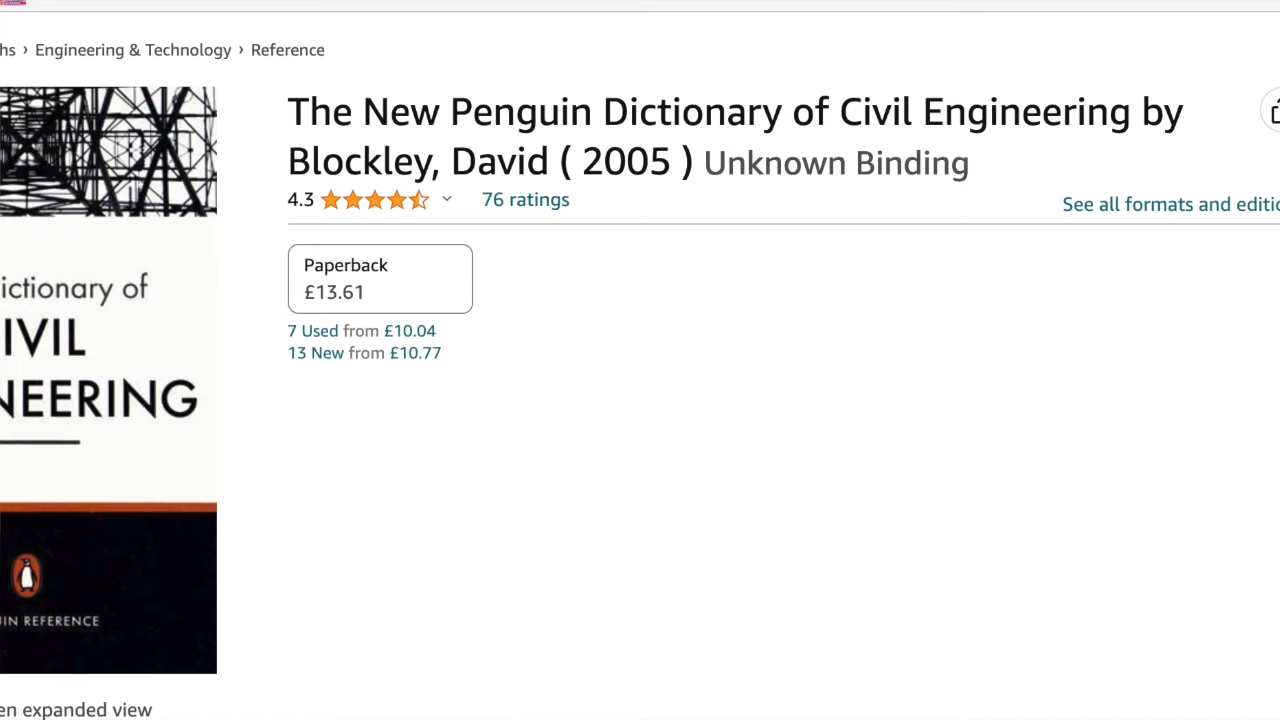 hs › Engineering & Technology › Reference
The New Penguin Dictionary of Civil Engineering by
Blockley, David ( 2005 ) Unknown Binding
4.3 76 ratings
See all formats and editio
Paperback
£13.61
7 Used from £10.04
13 New from £10.77
ictionary of
IVIL
NEERING
IN REFERENCE
en expanded view